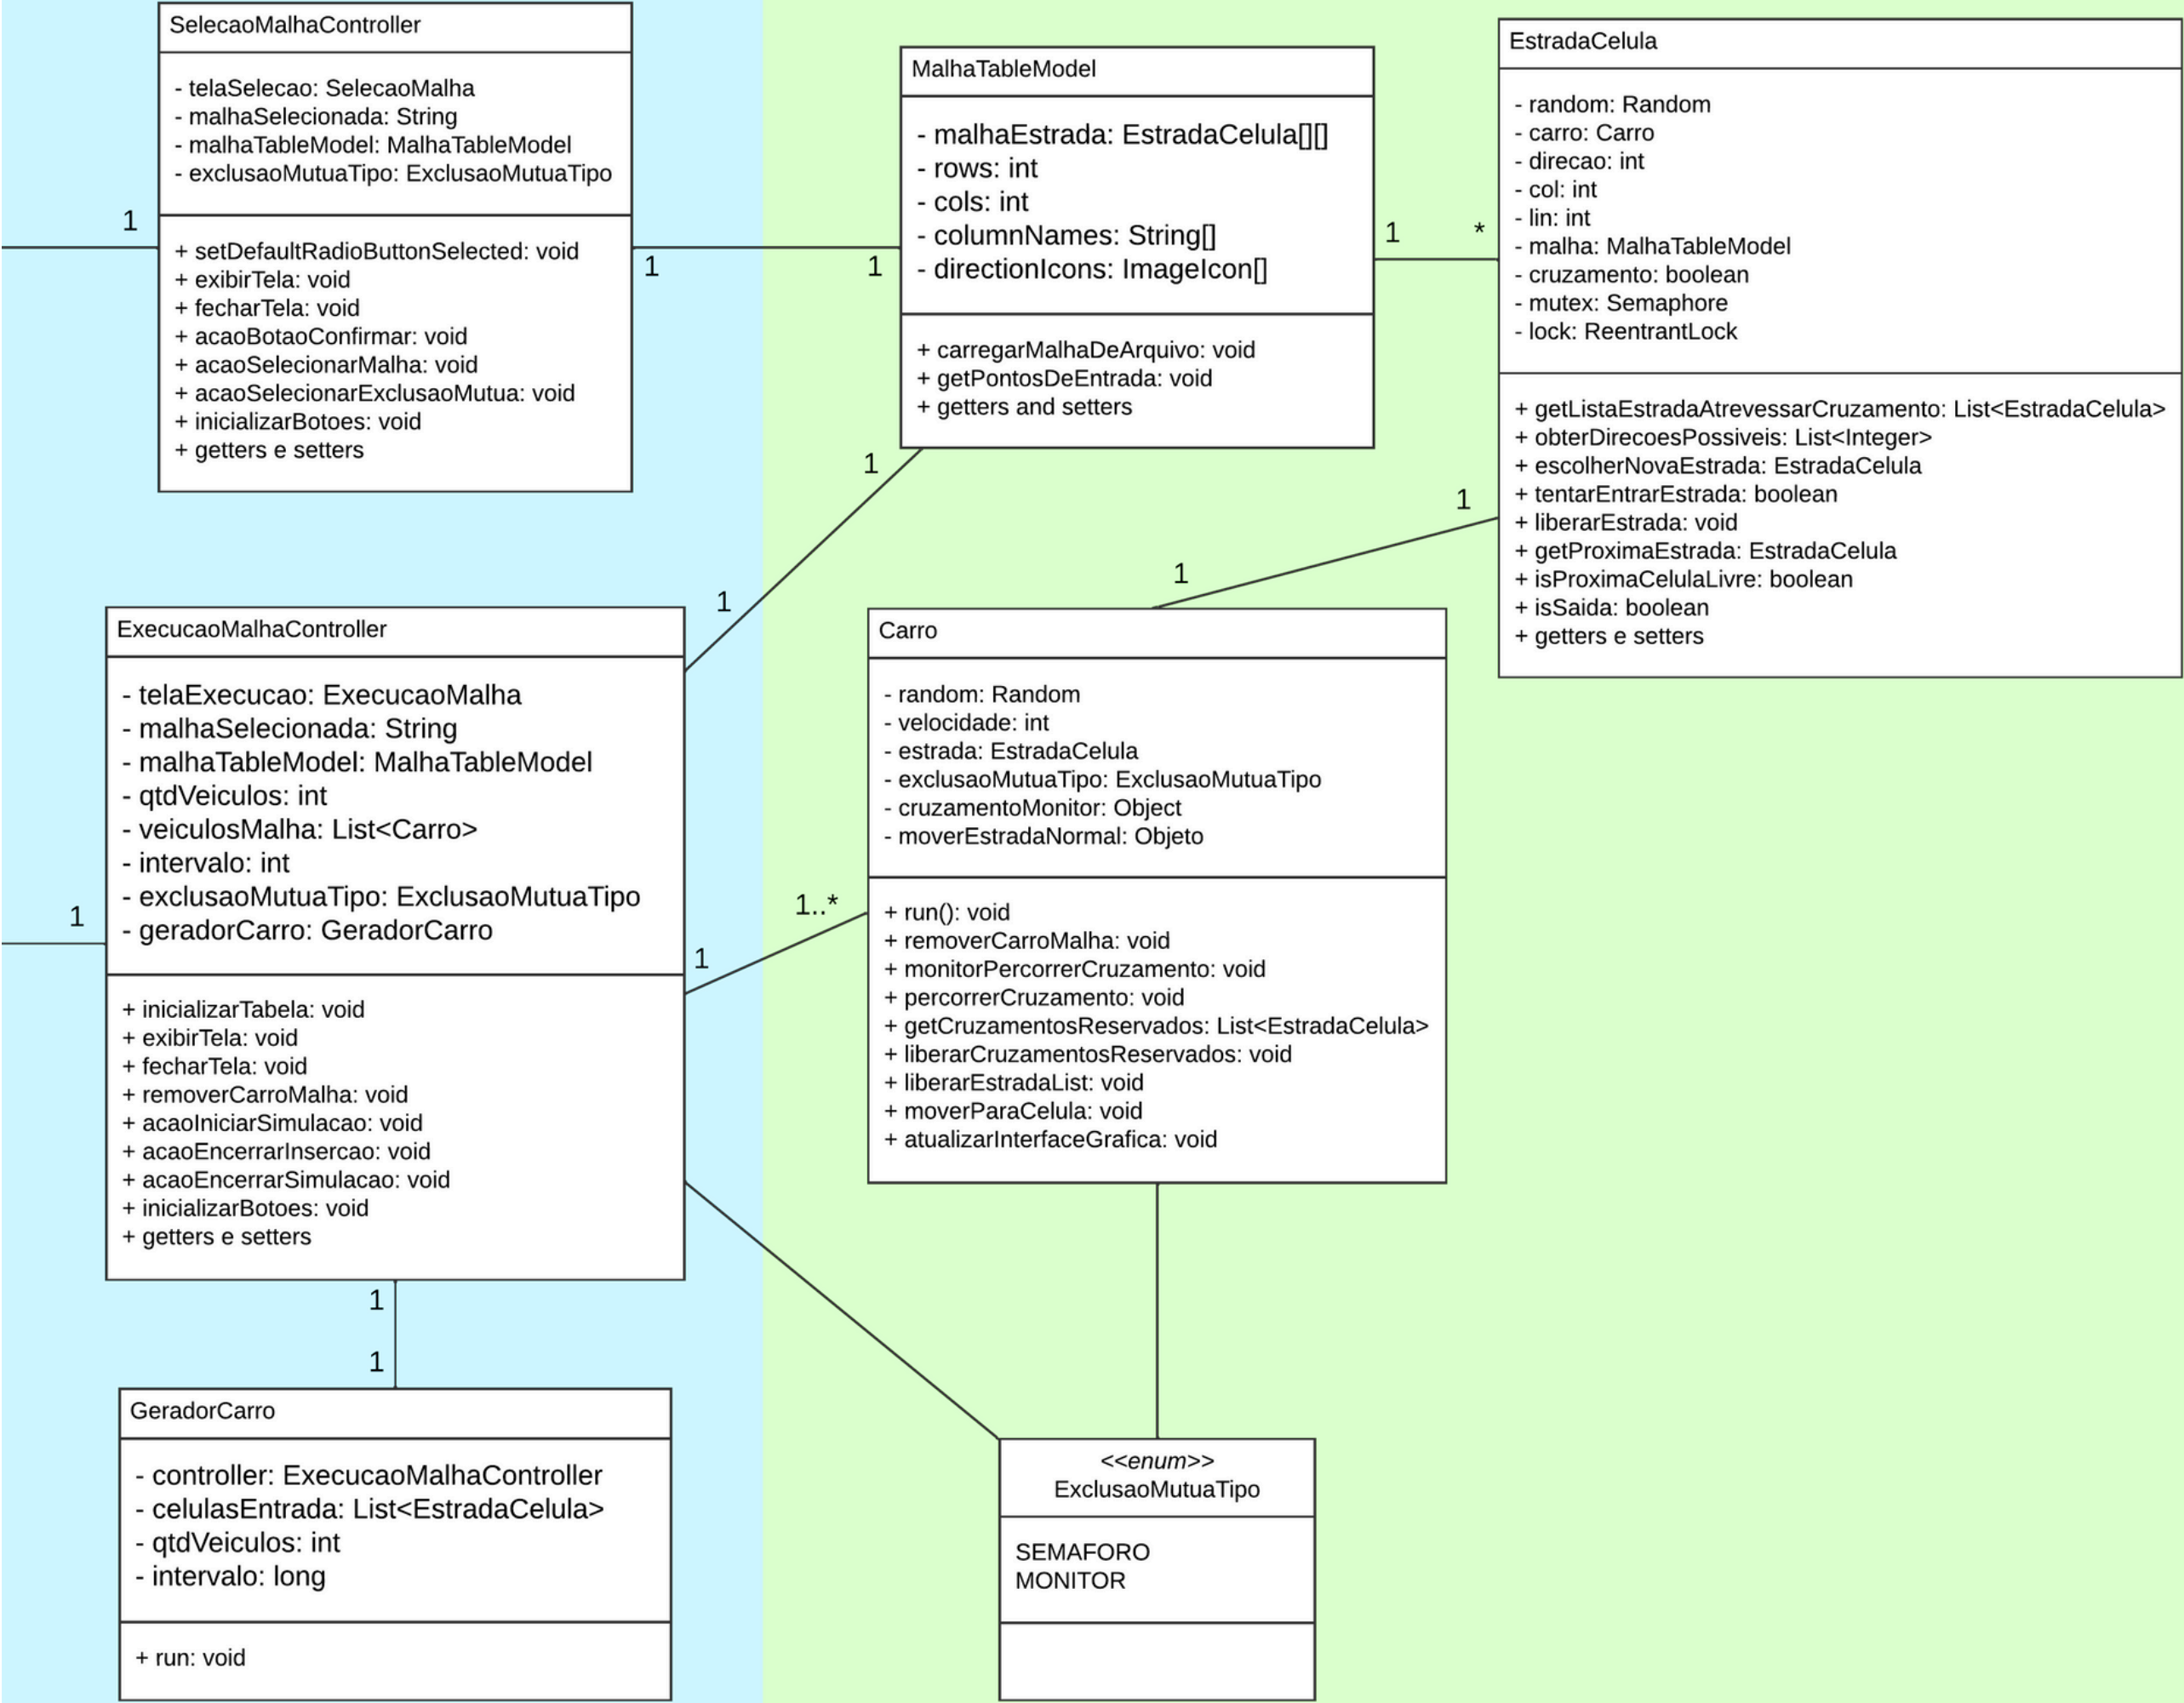 SelecaoMalhaController
- telaSelecao: SelecaoMalha
- malhaSelecionada: String
- malhaTableModel: MalhaTableModel
- exclusaoMutuaTipo: ExclusaoMutuaTipo
+ setDefaultRadioButtonSelected: void
+ exibirTela: void
+ fecharTela: void
+ acaoBotaoConfirmar: void
+ acaoSelecionarMalha: void
+ acaoSelecionarExclusaoMutua: void
+ inicializarBotoes: void
+ getters e setters
1
1
1
MalhaTableModel
- malhaEstrada: EstradaCelula[][]
- rows: int
- cols: int
- columnNames: String[]
- directionIcons: ImageIcon[]
+ carregarMalhaDeArquivo: void
+ getPontosDeEntrada: void
+ getters and setters
1
*
EstradaCelula
- random: Random
- carro: Carro
- direcao: int
- col: int
- lin: int
- malha: MalhaTableModel
- cruzamento: boolean
- mutex: Semaphore
- lock: ReentrantLock
+ getListaEstradaAtrevessarCruzamento: List<EstradaCelula>
+ obterDirecoesPossiveis: List<Integer>
+ escolherNovaEstrada: EstradaCelula
+ tentarEntrarEstrada: boolean
+ liberarEstrada: void
+ getProximaEstrada: EstradaCelula
+ isProximaCelulaLivre: boolean
+ isSaida: boolean
+ getters e setters
1
1
1
1
ExecucaoMalhaController
- telaExecucao: ExecucaoMalha
- malhaSelecionada: String
- malhaTableModel: MalhaTableModel
- qtdVeiculos: int
- veiculosMalha: List<Carro>
- intervalo: int
- exclusaoMutuaTipo: ExclusaoMutuaTipo
- geradorCarro: GeradorCarro
+ inicializarTabela: void
+ exibirTela: void
+ fecharTela: void
+ removerCarroMalha: void
+ acaoIniciarSimulacao: void
+ acaoEncerrarInsercao: void
+ acaoEncerrarSimulacao: void
+ inicializarBotoes: void
+ getters e setters
1
1
1..*
Carro
- random: Random
- velocidade: int
- estrada: EstradaCelula
- exclusaoMutuaTipo: ExclusaoMutuaTipo
- cruzamentoMonitor: Object
- moverEstradaNormal: Objeto
+ run(): void
+ removerCarroMalha: void
+ monitorPercorrerCruzamento: void
+ percorrerCruzamento: void
+ getCruzamentosReservados: List<EstradaCelula>
+ liberarCruzamentosReservados: void
+ liberarEstradaList: void
+ moverParaCelula: void
+ atualizarInterfaceGrafica: void
1
1
GeradorCarro
- controller: ExecucaoMalhaController
- celulasEntrada: List<EstradaCelula>
- qtdVeiculos: int
- intervalo: long
+ run: void
<<enum>>
ExclusaoMutuaTipo
SEMAFORO
MONITOR